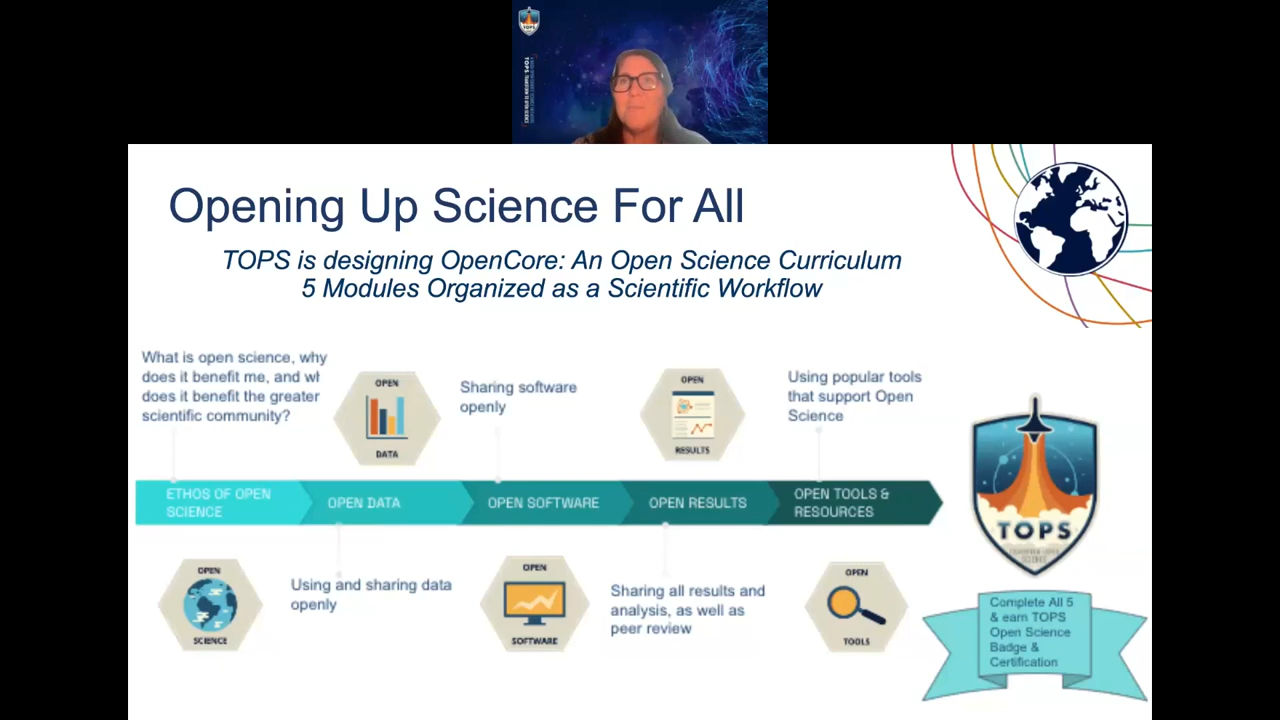 TOPS
Opening Up Science For All
TOPS is designing OpenCore: An Open Science Curriculum
5 Modules Organized as a Scientific Workflow
What is open science, why
does it benefit me, and wh
does it benefit the greater
scientific community?
OPEN
DATA
Sharing software
openly
OPEN
RESULTS
Using popular tools
that support Open
Science
ETHOS OF OPEN
SCIENCE
OPEN DATA
OPEN SOFTWARE
OPEN RESULTS
OPEN TOOLS &
RESOURCES
TOPS
SCIENCE
OPEN
SCIENCE
Using and sharing data
openly
OPEN
SOFTWARE
Sharing all results and
analysis, as well as
peer review
OPEN
TOOLS
Complete All 5
& earn TOPS
Open Science
Badge &
Certification